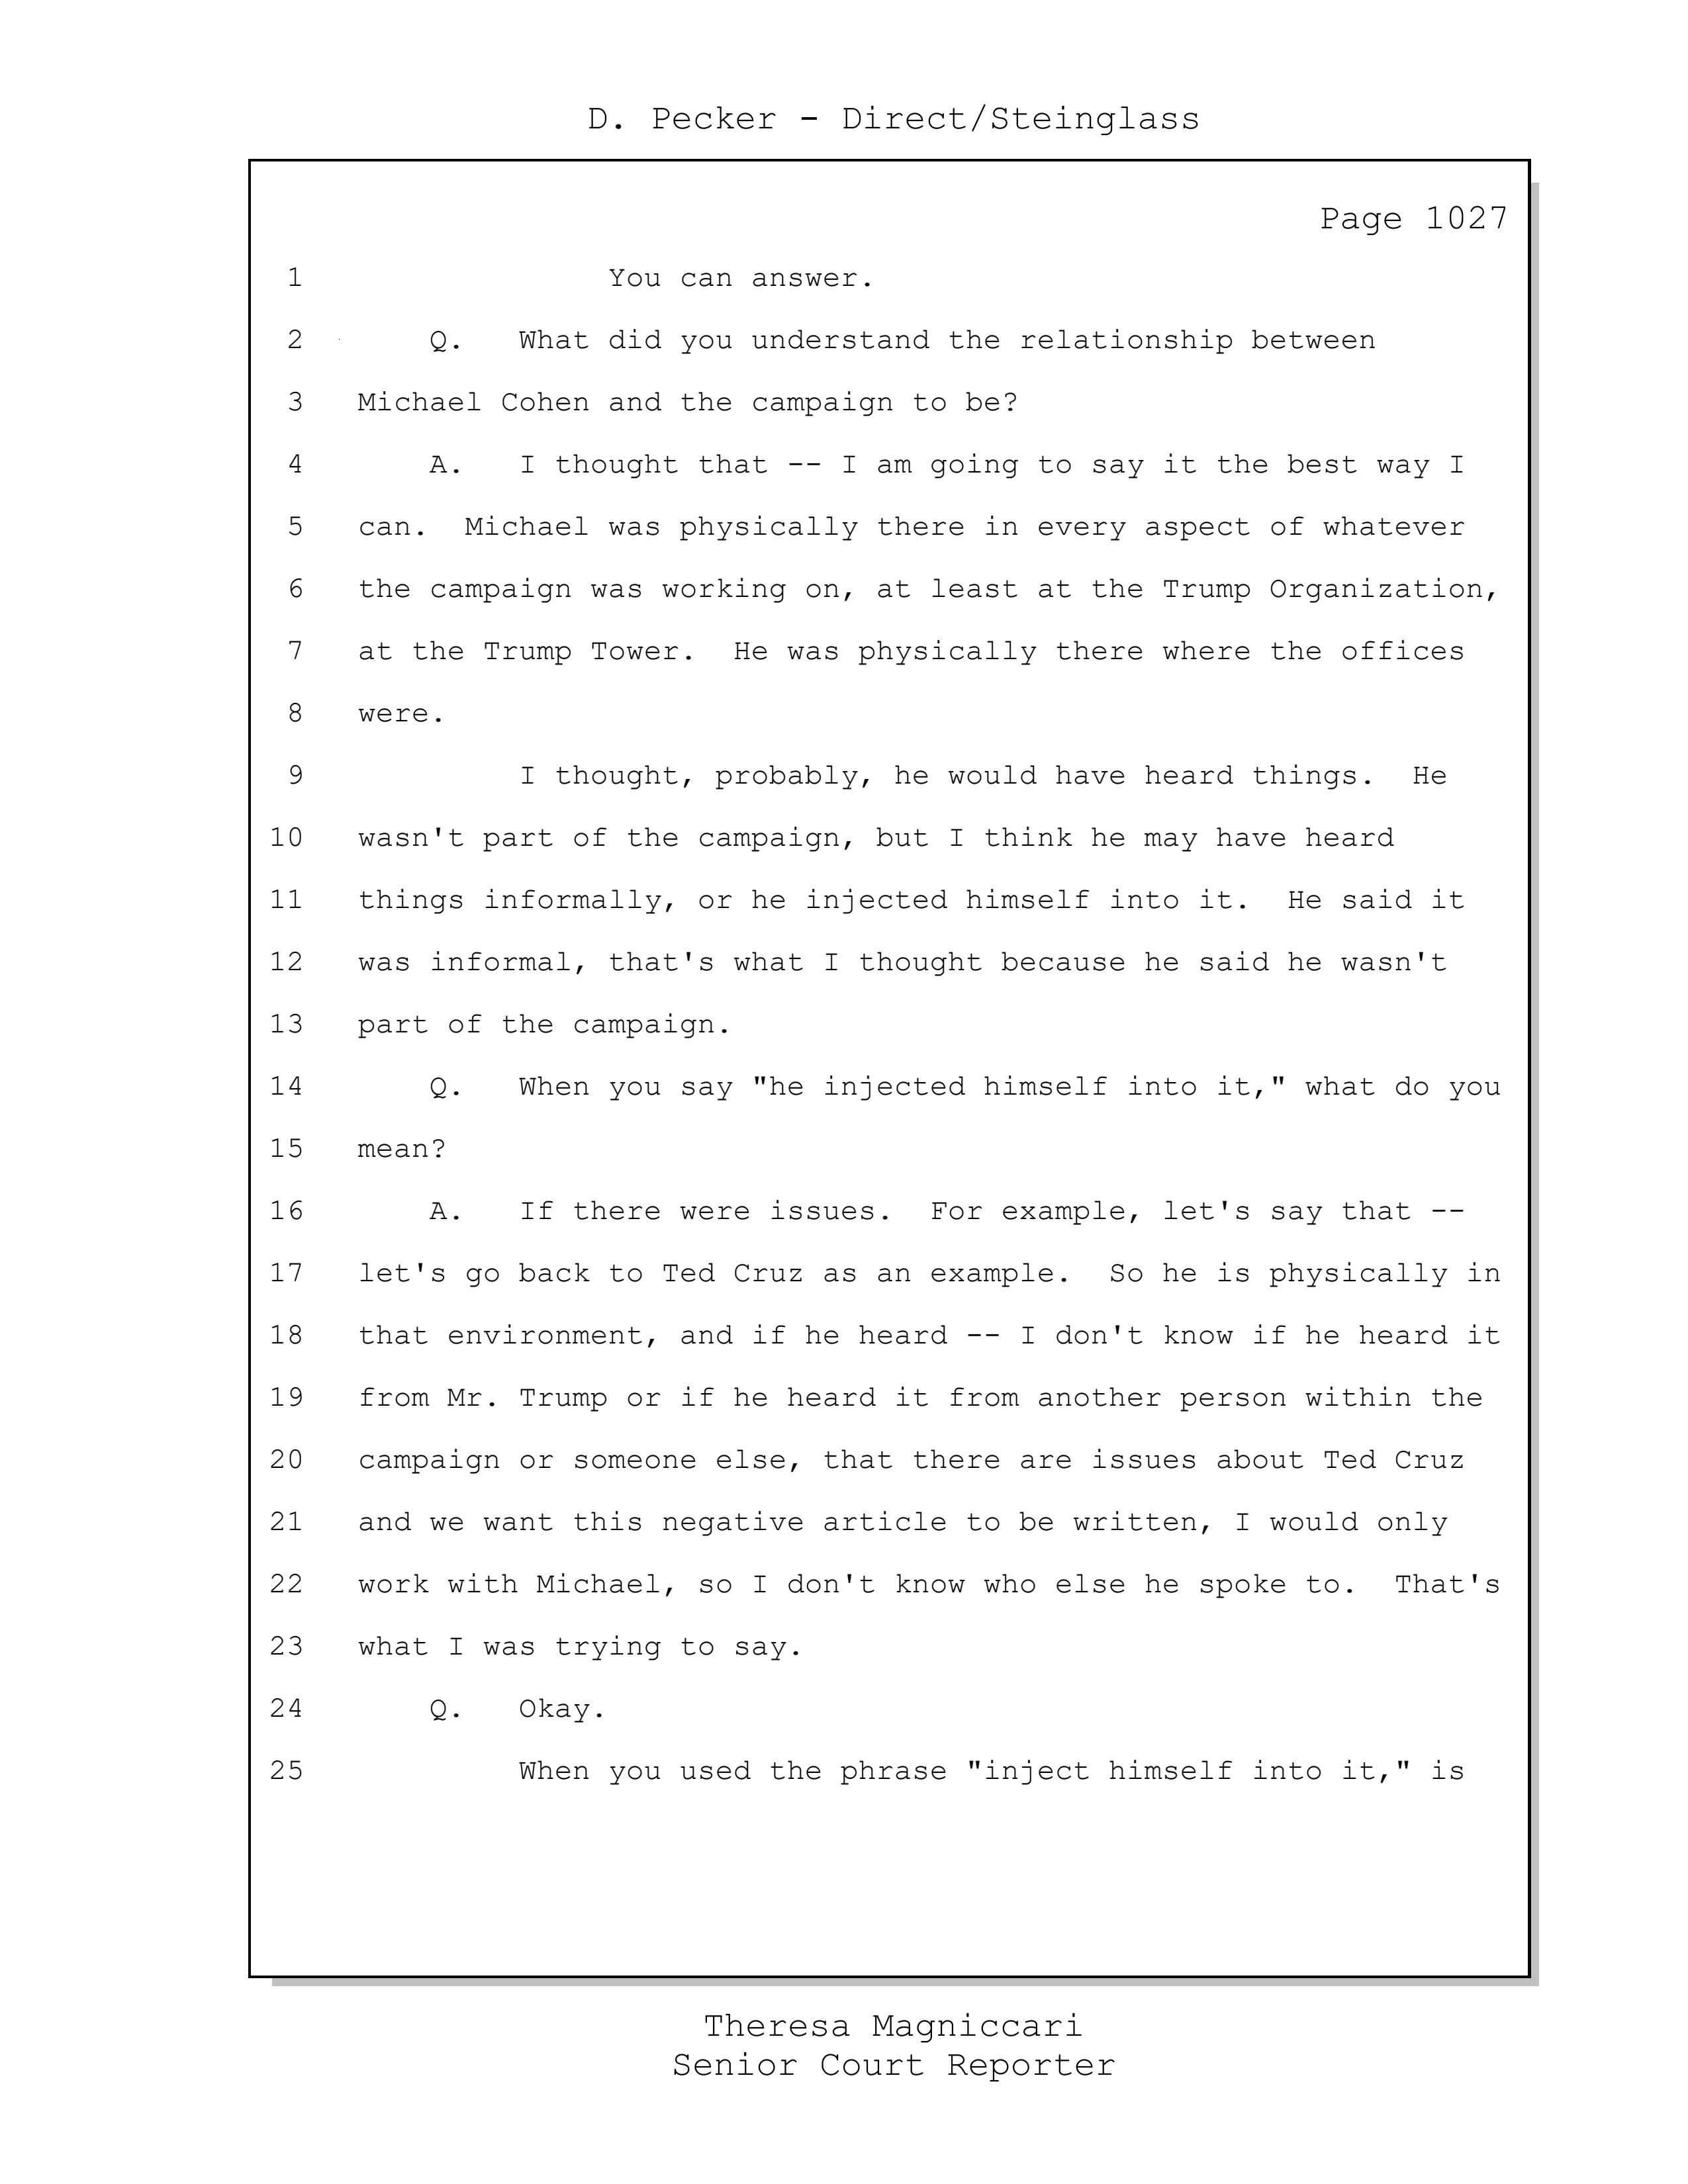 D. Pecker - Direct/Steinglass
Page 1027
1 You can answer.
2 Q. What did you understand the relationship between
3 Michael Cohen and the campaign to be?
4 A. I thought that -- I am going to say it the best way I
5 can. Michael was physically there in every aspect of whatever
6 the campaign was working on, at least at the Trump Organization,
7 at the Trump Tower. He was physically there where the offices
8 were.
9 I thought, probably, he would have heard things. He
10 wasn't part of the campaign, but I think he may have heard
11 things informally, or he injected himself into it. He said it
12 was informal, that's what I thought because he said he wasn't
13 part of the campaign.
14 Q. When you say "he injected himself into it," what do you
15 mean?
16 A. If there were issues. For example, let's say that --
17 let's go back to Ted Cruz as an example. So he is physically in
18 that environment, and if he heard -- I don't know if he heard it
19 from Mr. Trump or if he heard it from another person within the
20 campaign or someone else, that there are issues about Ted Cruz
21 and we want this negative article to be written, I would only
22 work with Michael, so I don't know who else he spoke to. That's
23 what I was trying to say.
24 Q. Okay.
25 When you used the phrase "inject himself into it," is
Theresa Magniccari
Senior Court Reporter